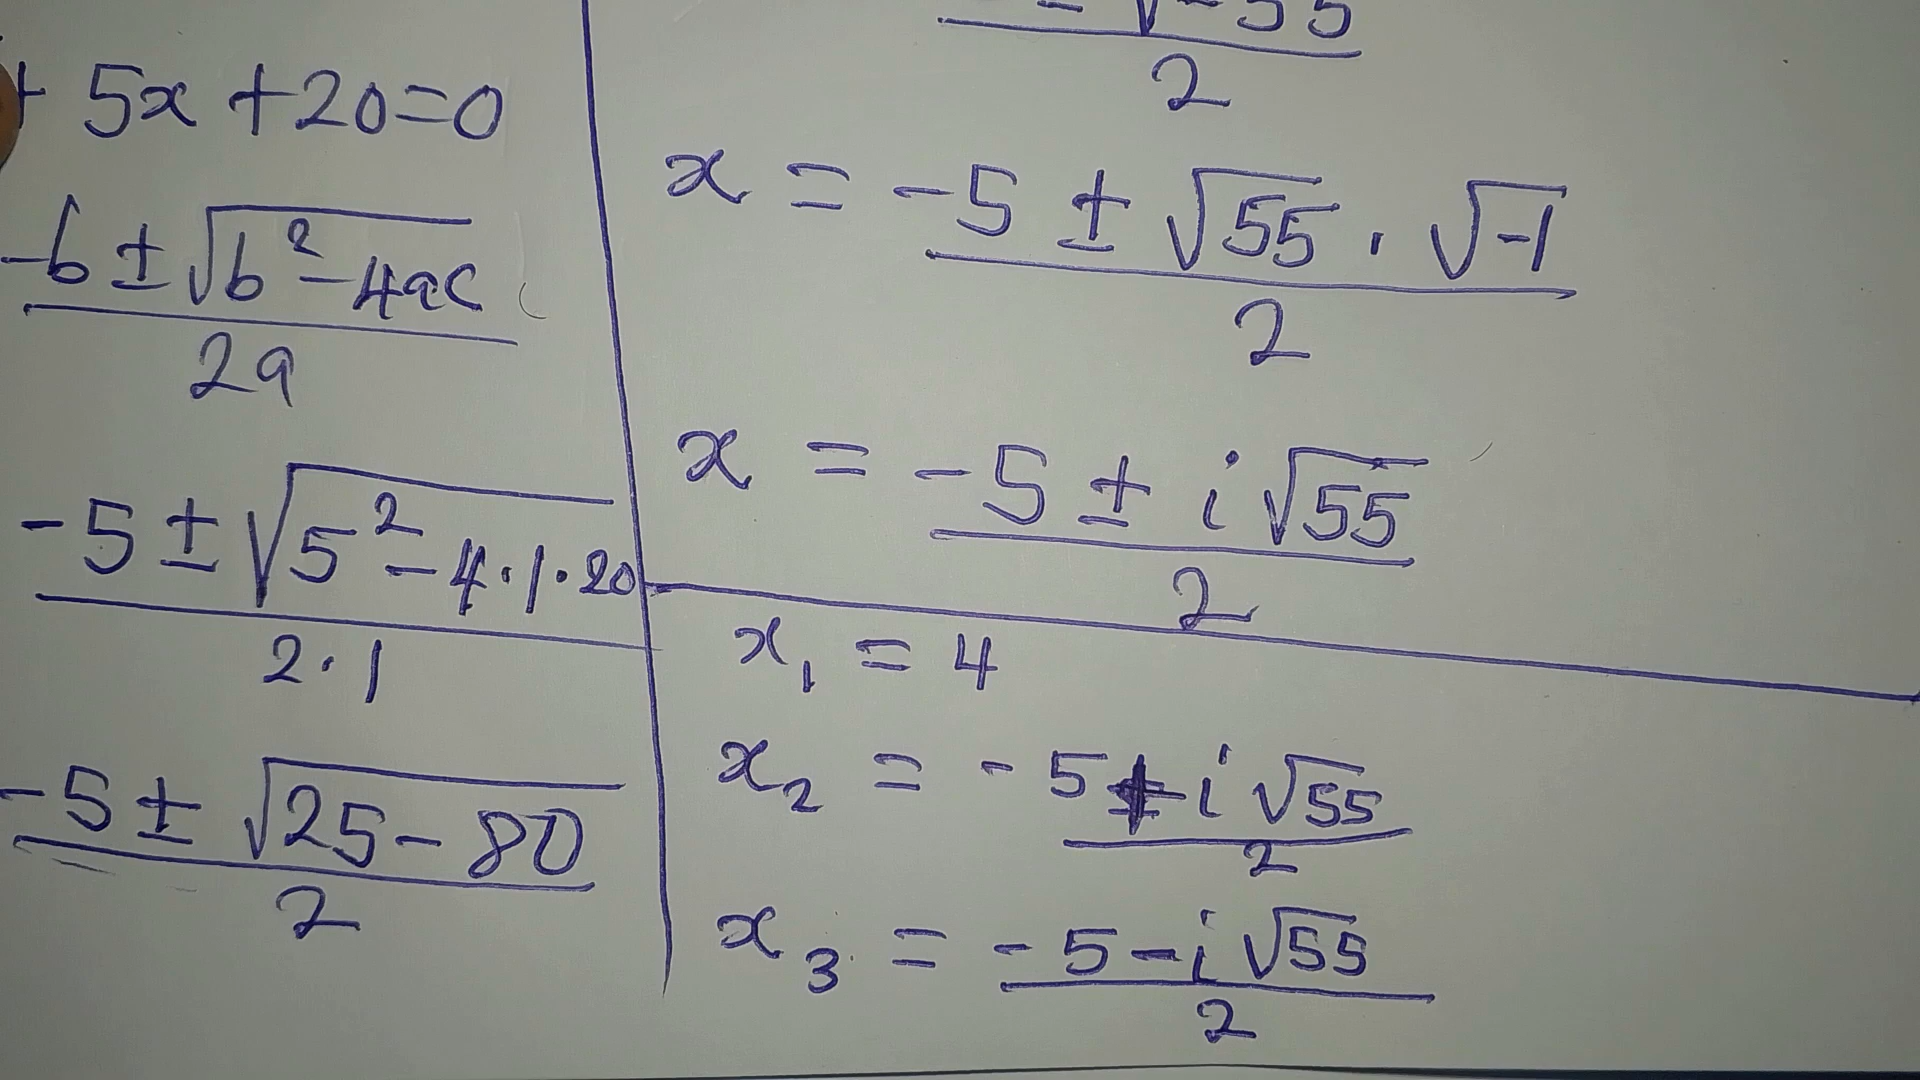 + 5x + 20 = 0
-b ± √b² - 4ac
2a
-5 ± √5² - 4·1·20
2·1
-5 ± √25 - 80
2
± √-55
2
x = -5 ± √55 · √-1
2
x = -5 ± i√55
2
x₁ = 4
x₂ = -5 + i√55
2
x₃ = -5 - i√55
2